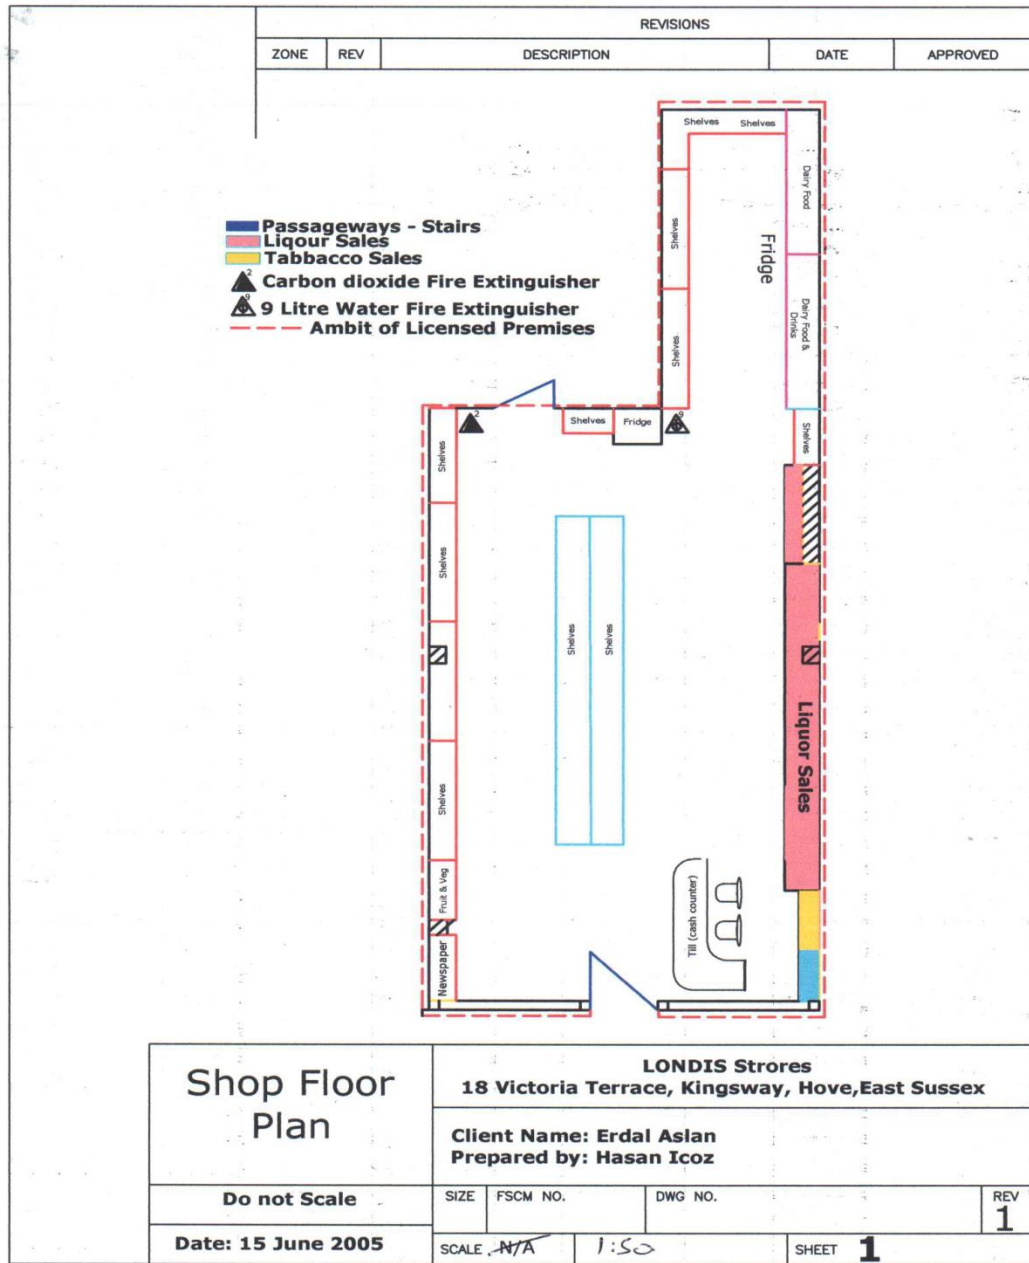 REVISIONS
ZONE REV DESCRIPTION DATE APPROVED
Shelves Shelves
Dairy Food
Shelves
Fridge
Dairy Food & Drinks
Shelves
Passageways - Stairs
Liqour Sales
Tabbacco Sales
2 Carbon dioxide Fire Extinguisher
9 9 Litre Water Fire Extinguisher
Ambit of Licensed Premises
2
Shelves
Fridge
9
Shelves
Shelves
Shelves
Shelves
Shelves
Liquor Sales
Shelves
Fruit & Veg
Newspaper
Till (cash counter)
Shop Floor
Plan
LONDIS Strores
18 Victoria Terrace, Kingsway, Hove,East Sussex
Client Name: Erdal Aslan
Prepared by: Hasan Icoz
Do not Scale
SIZE FSCM NO. DWG NO. REV
1
Date: 15 June 2005
SCALE N/A 1:50 SHEET 1